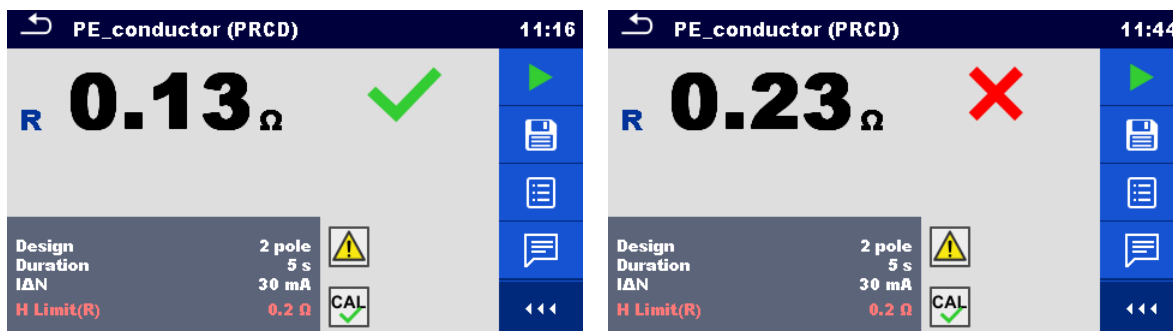 PE_conductor (PRCD) 11:16
R 0.13 Ω
Design 2 pole
Duration 5 s
IΔN 30 mA
H Limit(R) 0.2 Ω
CAL
PE_conductor (PRCD) 11:44
R 0.23 Ω
Design 2 pole
Duration 5 s
IΔN 30 mA
H Limit(R) 0.2 Ω
CAL